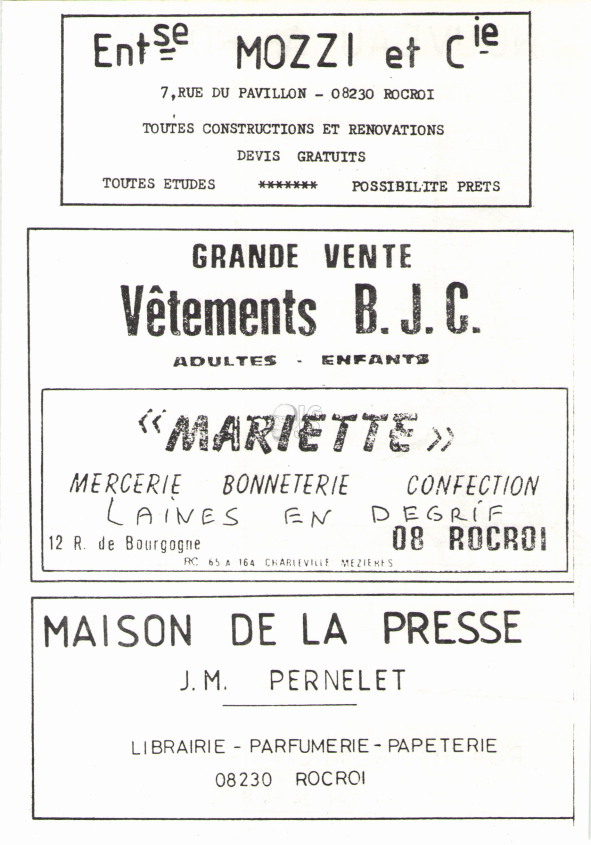 Entse MOZZI et Cie
7,RUE DU PAVILLON - 08230 ROCROI
TOUTES CONSTRUCTIONS ET RENOVATIONS
DEVIS GRATUITS
TOUTES ETUDES ******* POSSIBILITE PRETS
GRANDE VENTE
Vêtements B.J.C.
ADULTES - ENFANTS
«MARIETTE»
MERCERIE BONNETERIE CONFECTION
LAINES EN DEGRIF
12 R. de Bourgogne 08 ROCROI
RC 65 A 164 CHARLEVILLE MEZIERES
MAISON DE LA PRESSE
J.M. PERNELET
LIBRAIRIE - PARFUMERIE - PAPETERIE
08230 ROCROI